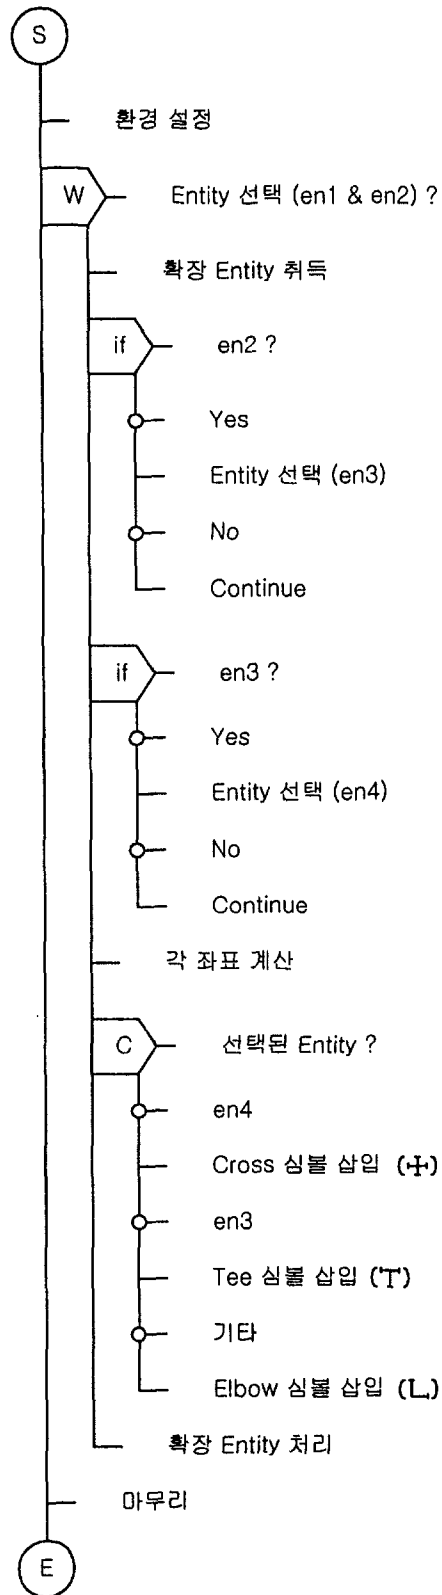 S
환경 설정
W Entity 선택 (en1 & en2) ?
확장 Entity 취득
if en2 ?
Yes
Entity 선택 (en3)
No
Continue
if en3 ?
Yes
Entity 선택 (en4)
No
Continue
각 좌표 계산
C 선택된 Entity ?
en4
Cross 심볼 삽입 (┼)
en3
Tee 심볼 삽입 (T)
기타
Elbow 심볼 삽입 (L)
확장 Entity 처리
마무리
E